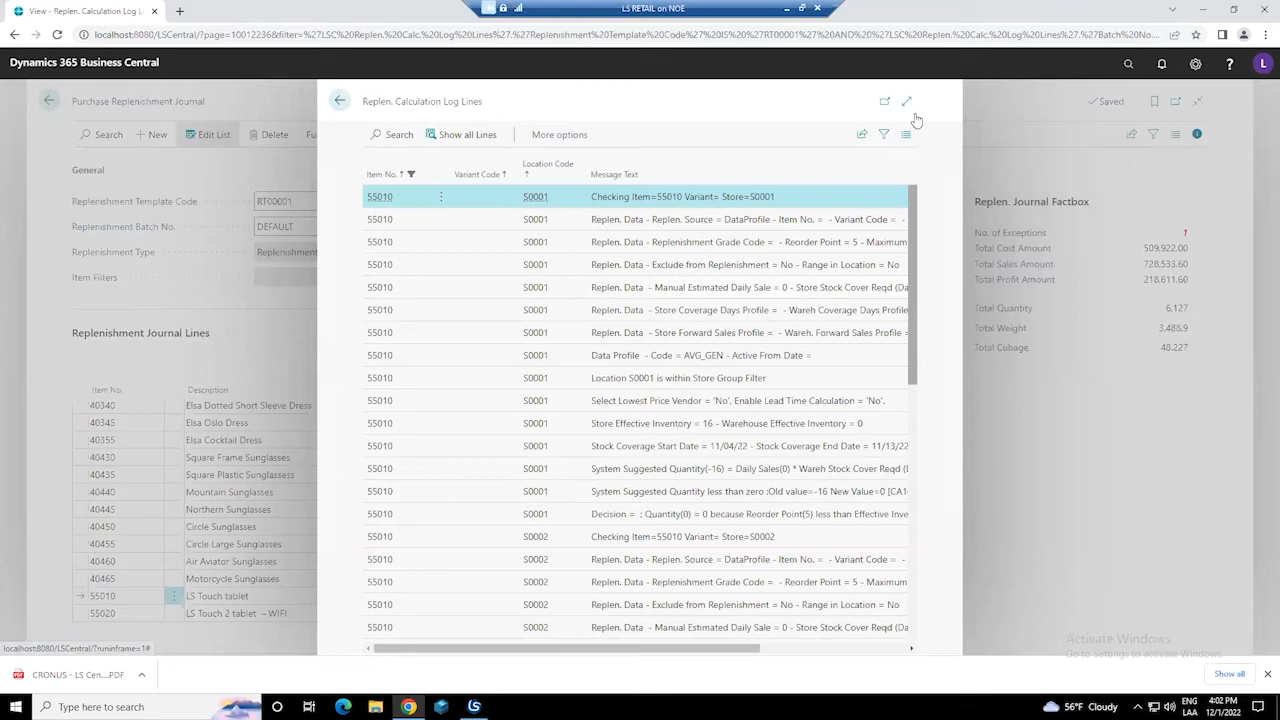 View - Replen. Calculation Log L
LS RETAIL on NOE
localhost:8080/LSCentral/?page=10012236&filter=%27LSC%20Replen.%20Calc.%20Log%20Lines%27.%27Replenishment%20Template%20Code%27%20IS%20%27RT00001%27%20AND%20%27LSC%20Replen.%20Calc.%20Log%20Lines%27.%27Batch%20No....
Dynamics 365 Business Central
L
Purchase Replenishment Journal
Saved
Search
New
Edit List
Delete
Fu
General
Replenishment Template Code
RT00001
Replenishment Batch No.
DEFAULT
Replenishment Type
Replenishment
Item Filters
Replenishment Journal Lines
Item No.
Description
40340 Elsa Dotted Short Sleeve Dress
40345 Elsa Oslo Dress
40355 Elsa Cocktail Dress
40430 Square Frame Sunglasses
40435 Square Plastic Sunglassess
40440 Mountain Sunglasses
40445 Northern Sunglasses
40450 Circle Sunglasses
40455 Circle Large Sunglasses
40460 Air Aviator Sunglasses
40465 Motorcycle Sunglasses
55010 LS Touch tablet
55020 LS Touch 2 tablet – WIFI
Replen. Calculation Log Lines
Search
Show all Lines
More options
Item No.
Variant Code
Location Code
Message Text
55010 S0001 Checking Item=55010 Variant= Store=S0001
55010 S0001 Replen. Data - Replen. Source = DataProfile - Item No. = - Variant Code = -
55010 S0001 Replen. Data - Replenishment Grade Code = - Reorder Point = 5 - Maximum
55010 S0001 Replen. Data - Exclude from Replenishment = No - Range in Location = No
55010 S0001 Replen. Data - Manual Estimated Daily Sale = 0 - Store Stock Cover Reqd (Da
55010 S0001 Replen. Data - Store Coverage Days Profile = - Wareh Coverage Days Profile
55010 S0001 Replen. Data - Store Forward Sales Profile = - Wareh. Forward Sales Profile =
55010 S0001 Data Profile - Code = AVG_GEN - Active From Date =
55010 S0001 Location S0001 is within Store Group Filter
55010 S0001 Select Lowest Price Vendor = 'No', Enable Lead Time Calculation = 'No'.
55010 S0001 Store Effective Inventory = 16 - Warehouse Effective Inventory = 0
55010 S0001 Stock Coverage Start Date = 11/04/22 - Stock Coverage End Date = 11/13/22
55010 S0001 System Suggested Quantity(-16) = Daily Sales(0) * Wareh Stock Cover Reqd (
55010 S0001 System Suggested Quantity less than zero :Old value=-16 New Value=0 [CA1
55010 S0001 Decision = : Quantity(0) = 0 because Reorder Point(5) less than Effective Inve
55010 S0002 Checking Item=55010 Variant= Store=S0002
55010 S0002 Replen. Data - Replen. Source = DataProfile - Item No. = - Variant Code = -
55010 S0002 Replen. Data - Replenishment Grade Code = - Reorder Point = 5 - Maximum
55010 S0002 Replen. Data - Exclude from Replenishment = No - Range in Location = No
55010 S0002 Replen. Data - Manual Estimated Daily Sale = 0 - Store Stock Cover Reqd (Da
Replen. Journal Factbox
No. of Exceptions 1
Total Cost Amount 509,922.00
Total Sales Amount 728,533.60
Total Profit Amount 218,611.60
Total Quantity 6,127
Total Weight 3,488.9
Total Cubage 48.227
Activate Windows
Go to Settings to activate Windows.
localhost:8080/LSCentral/?runinframe=1#
CRONUS - LS Cen....PDF
Show all
Type here to search
56°F Cloudy
ENG
LAA
4:02 PM
12/1/2022